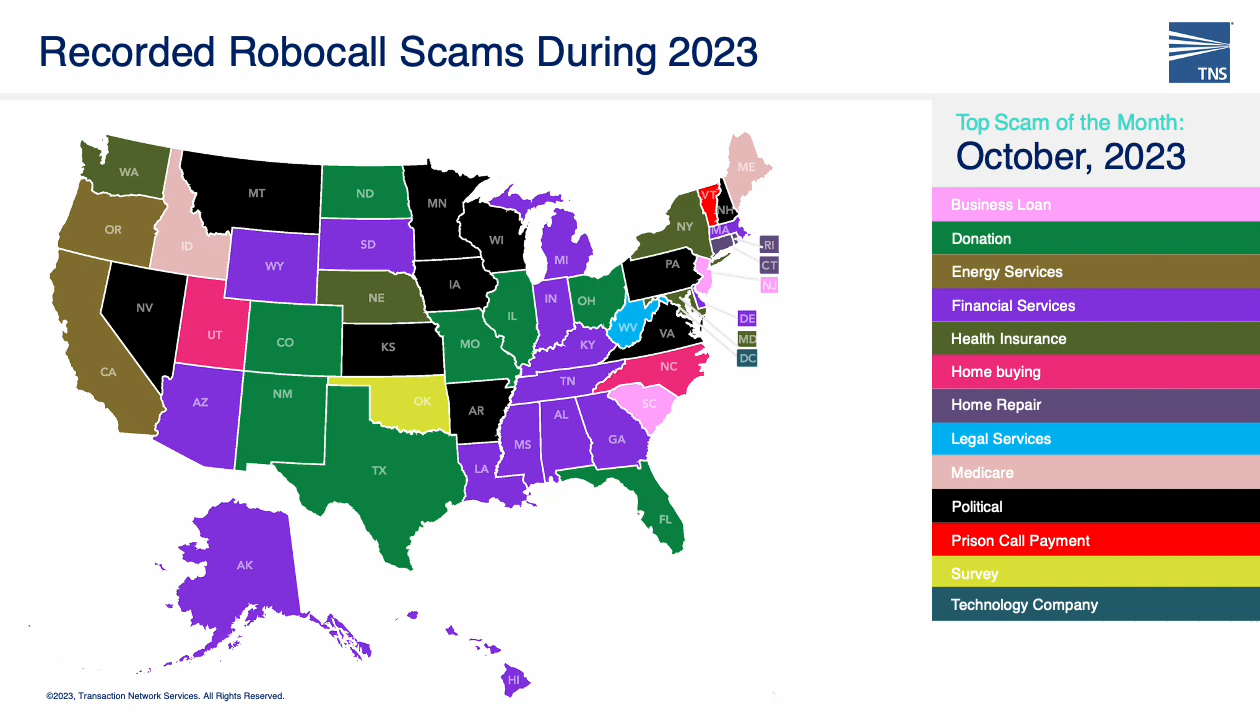 Recorded Robocall Scams During 2023
TNS
Top Scam of the Month:
October, 2023
Business Loan
Donation
Energy Services
Financial Services
Health Insurance
Home buying
Home Repair
Legal Services
Medicare
Political
Prison Call Payment
Survey
Technology Company
WA
MT
ND
MN
ME
VT
NH
OR
ID
SD
WI
NY
MA
RI
WY
MI
PA
CT
NE
IA
NJ
NV
UT
CO
IL
IN
OH
WV
DE
KS
MO
KY
VA
MD
DC
CA
AZ
NM
OK
AR
TN
NC
SC
TX
LA
MS
AL
GA
FL
AK
HI
©2023, Transaction Network Services. All Rights Reserved.